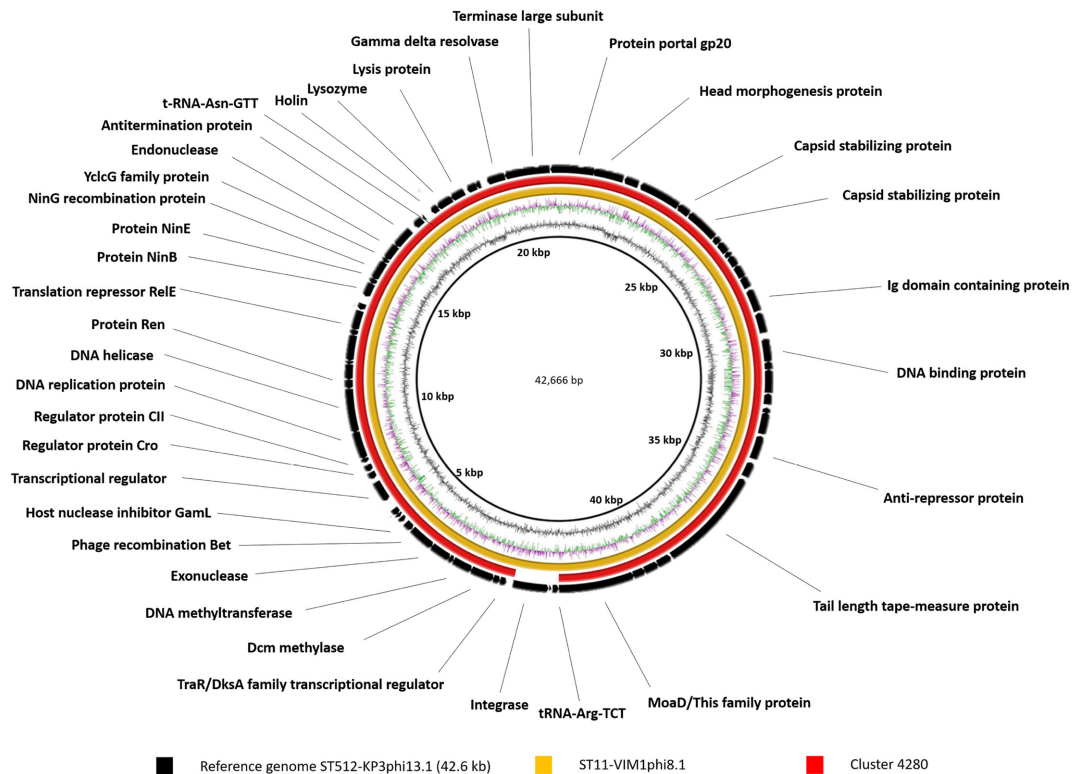 Terminase large subunit
Gamma delta resolvase
Protein portal gp20
Lysis protein
Head morphogenesis protein
Lysozyme
Holin
t-RNA-Asn-GTT
Antitermination protein
Capsid stabilizing protein
Endonuclease
YclcG family protein
Capsid stabilizing protein
NinG recombination protein
Protein NinE
Protein NinB
Ig domain containing protein
Translation repressor RelE
Protein Ren
DNA helicase
DNA binding protein
DNA replication protein
Regulator protein CII
Regulator protein Cro
Transcriptional regulator
Anti-repressor protein
Host nuclease inhibitor GamL
Phage recombination Bet
Exonuclease
DNA methyltransferase
Tail length tape-measure protein
Dcm methylase
TraR/DksA family transcriptional regulator
Integrase
tRNA-Arg-TCT
MoaD/This family protein
20 kbp
25 kbp
15 kbp
30 kbp
42,666 bp
10 kbp
35 kbp
5 kbp
40 kbp
Reference genome ST512-KP3phi13.1 (42.6 kb)
ST11-VIM1phi8.1
Cluster 4280